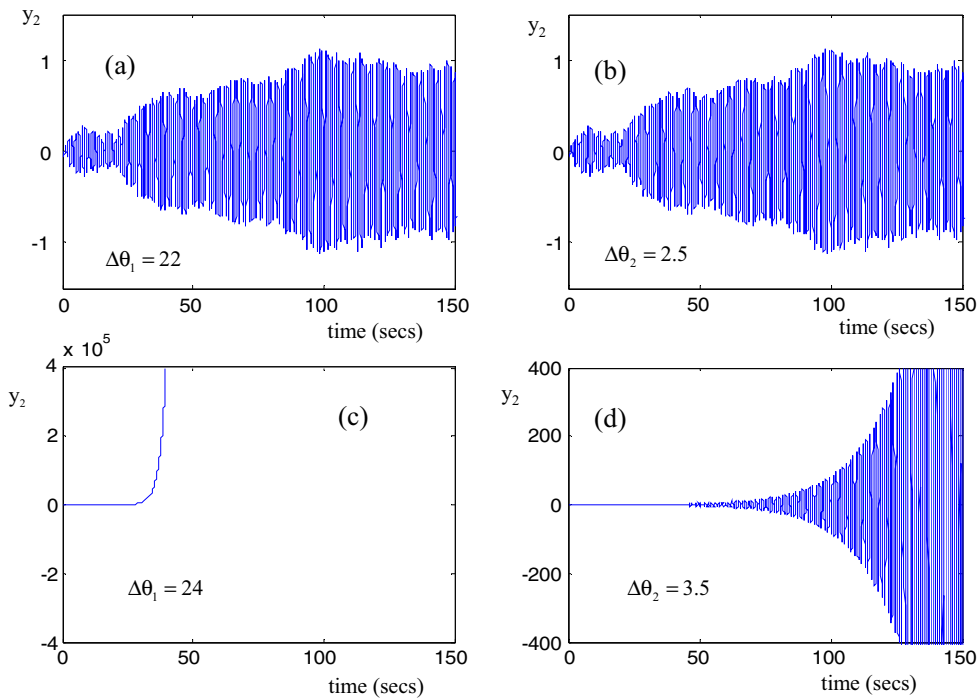 y₂
(a)
1
0
-1
Δθ₁ = 22
0 50 100 150
time (secs)
y₂
(b)
1
0
-1
Δθ₂ = 2.5
0 50 100 150
time (secs)
x 10⁵
4
y₂
(c)
2
0
-2
Δθ₁ = 24
-4
0 50 100 150
time (secs)
400
y₂
(d)
200
0
-200
Δθ₂ = 3.5
-400
0 50 100 150
time (secs)